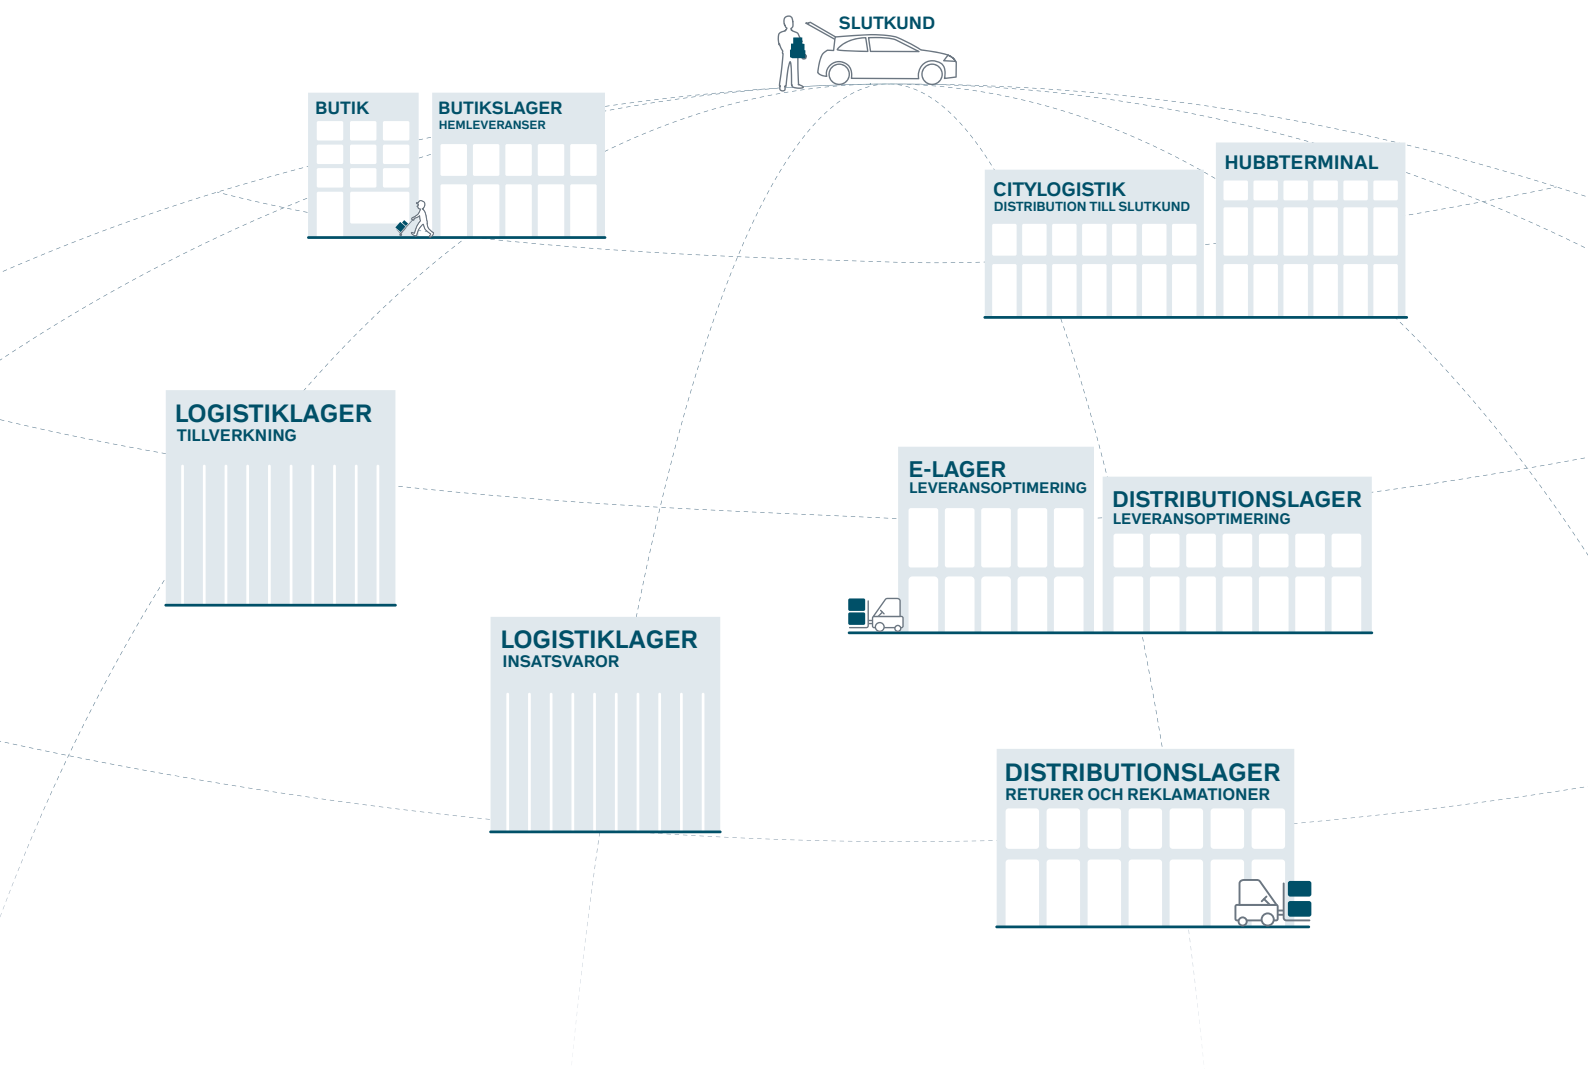 SLUTKUND
BUTIK
BUTIKSLAGER
HEMLEVERANSER
CITYLOGISTIK
DISTRIBUTION TILL SLUTKUND
HUBBTERMINAL
LOGISTIKLAGER
TILLVERKNING
E-LAGER
LEVERANSOPTIMERING
DISTRIBUTIONSLAGER
LEVERANSOPTIMERING
LOGISTIKLAGER
INSATSVAROR
DISTRIBUTIONSLAGER
RETURER OCH REKLAMATIONER